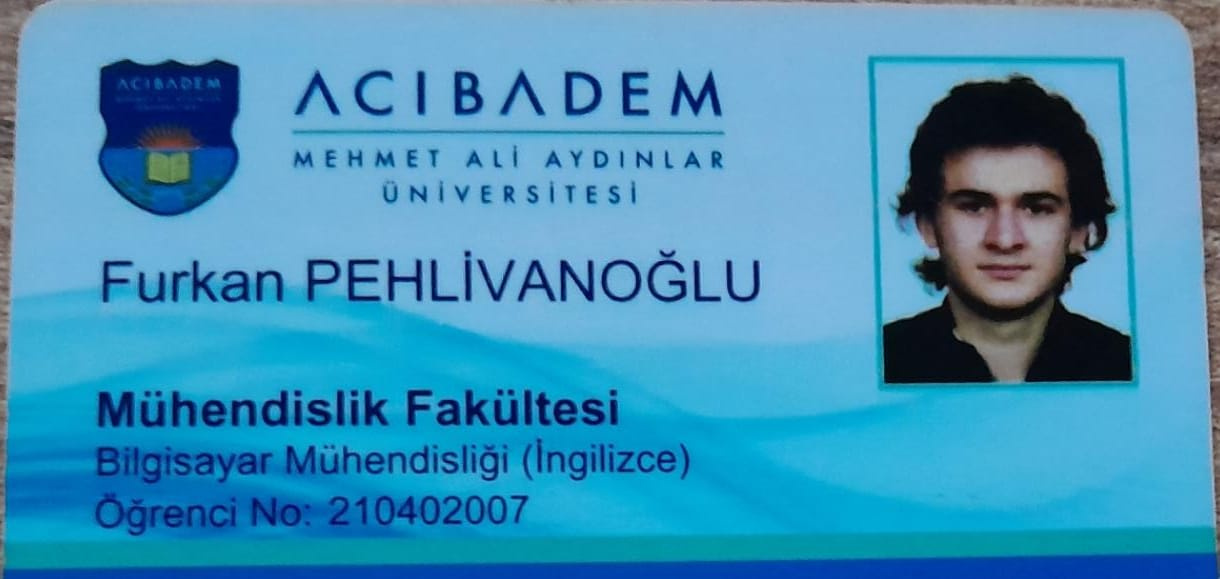 ACIBADEM
ACIBADEM
MEHMET ALİ AYDINLAR
ÜNİVERSİTESİ
Furkan PEHLİVANOĞLU
Mühendislik Fakültesi
Bilgisayar Mühendisliği (İngilizce)
Öğrenci No: 210402007